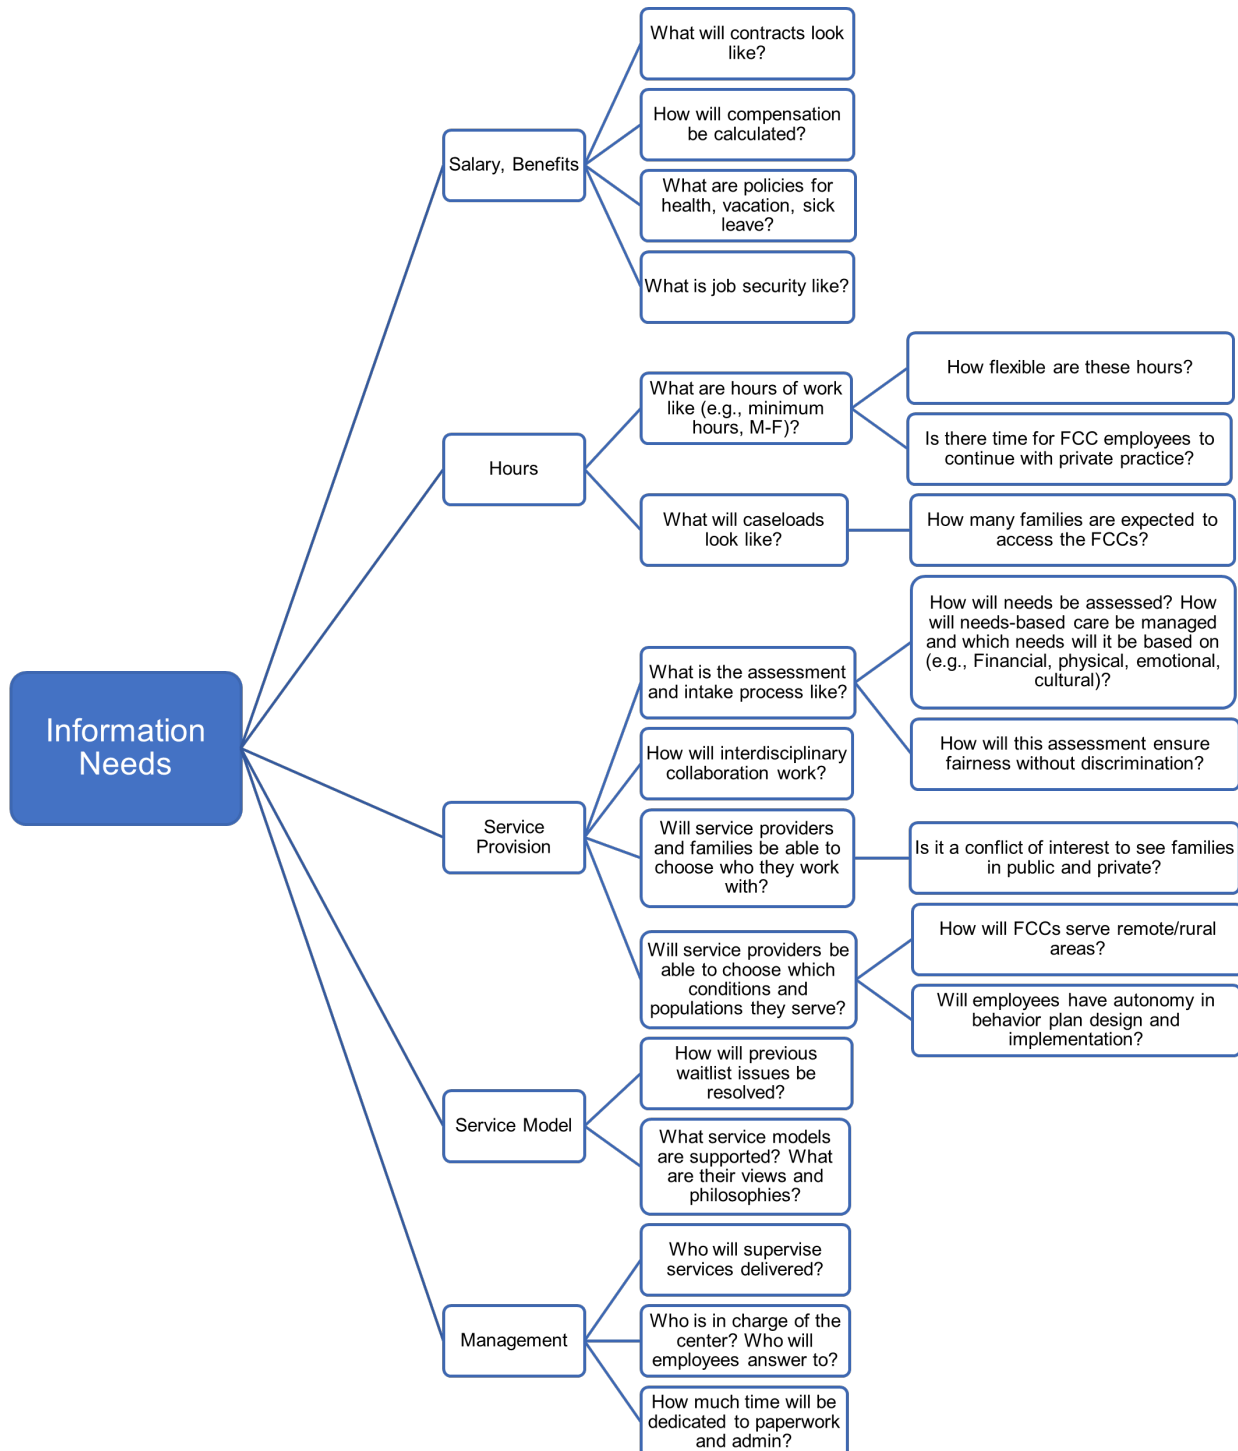 Information
Needs
Salary, Benefits
What will contracts look
like?
How will compensation
be calculated?
What are policies for
health, vacation, sick
leave?
What is job security like?
Hours
What are hours of work
like (e.g., minimum
hours, M-F)?
How flexible are these hours?
Is there time for FCC employees to
continue with private practice?
What will caseloads
look like?
How many families are expected to
access the FCCs?
Service
Provision
What is the assessment
and intake process like?
How will needs be assessed? How
will needs-based care be managed
and which needs will it be based on
(e.g., Financial, physical, emotional,
cultural)?
How will this assessment ensure
fairness without discrimination?
How will interdisciplinary
collaboration work?
Will service providers
and families be able to
choose who they work
with?
Is it a conflict of interest to see families
in public and private?
Will service providers be
able to choose which
conditions and
populations they serve?
How will FCCs serve remote/rural
areas?
Will employees have autonomy in
behavior plan design and
implementation?
Service Model
How will previous
waitlist issues be
resolved?
What service models
are supported? What
are their views and
philosophies?
Management
Who will supervise
services delivered?
Who is in charge of the
center? Who will
employees answer to?
How much time will be
dedicated to paperwork
and admin?